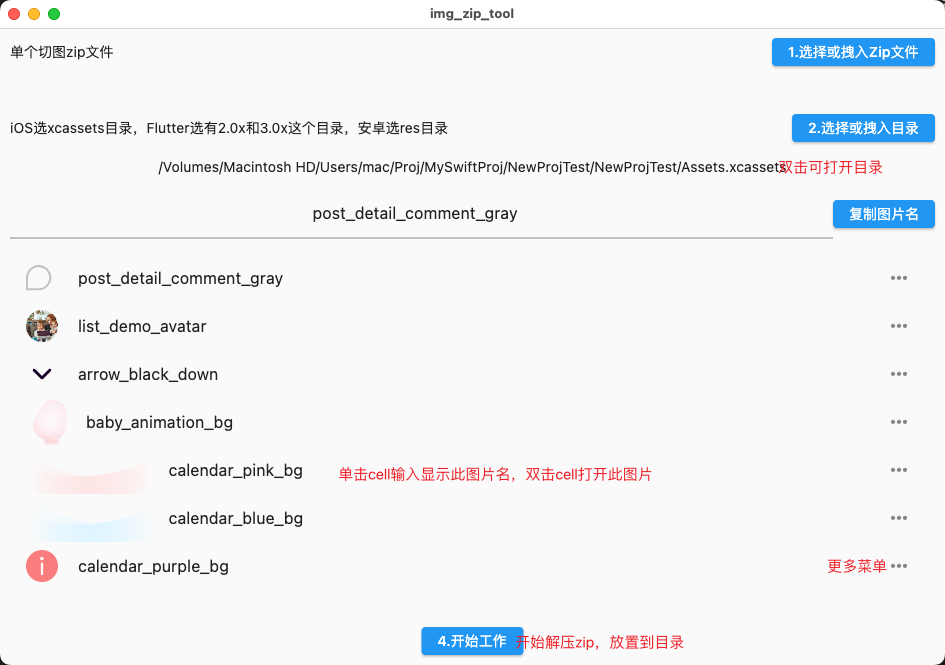 img_zip_tool
单个切图zip文件
1.选择或拽入Zip文件
iOS选xcassets目录，Flutter选有2.0x和3.0x这个目录，安卓选res目录
2.选择或拽入目录
/Volumes/Macintosh HD/Users/mac/Proj/MySwiftProj/NewProjTest/NewProjTest/Assets.xcassets
双击可打开目录
post_detail_comment_gray
复制图片名
post_detail_comment_gray
list_demo_avatar
arrow_black_down
baby_animation_bg
calendar_pink_bg
单击cell输入显示此图片名，双击cell打开此图片
calendar_blue_bg
calendar_purple_bg
更多菜单
4.开始工作
开始解压zip，放置到目录